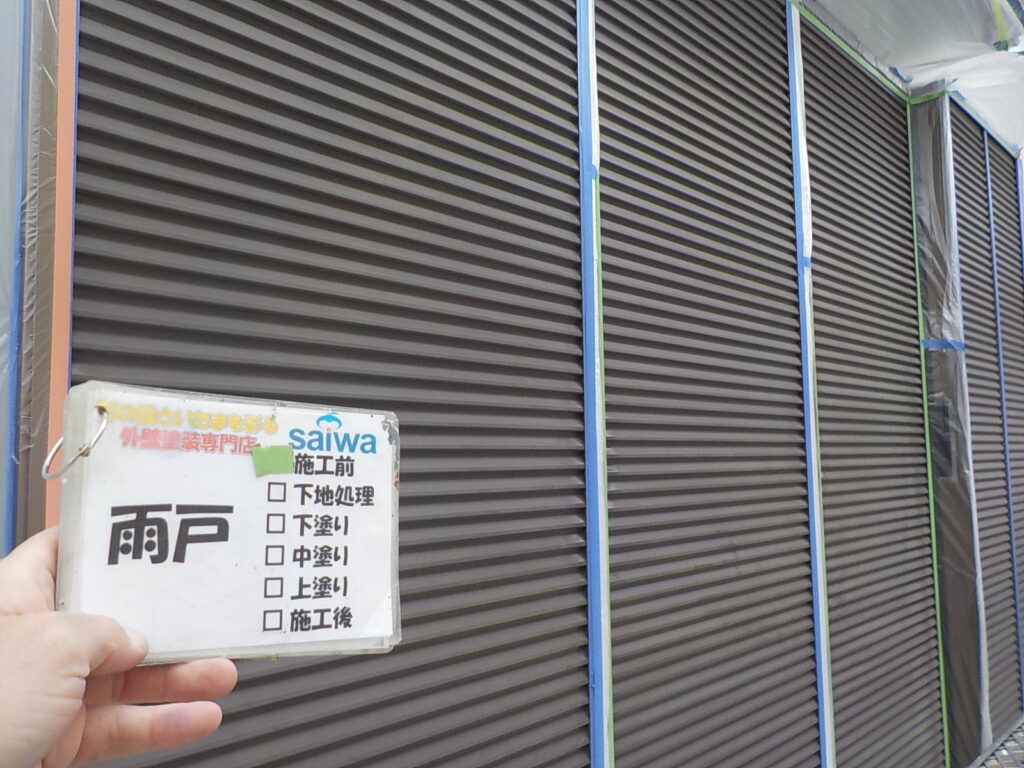 外壁塗装専門店
saiwa
雨戸
施工前
□ 下地処理
□ 下塗り
□ 中塗り
□ 上塗り
□ 施工後